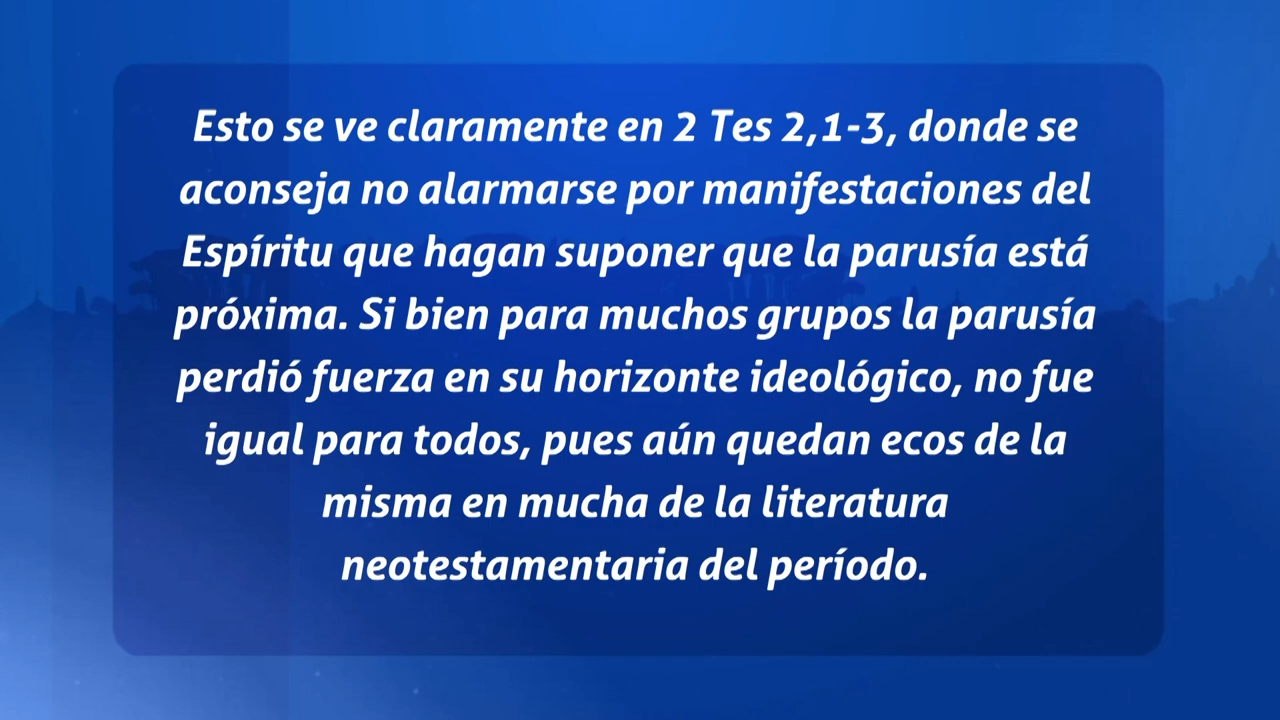 Esto se ve claramente en 2 Tes 2,1-3, donde se
aconseja no alarmarse por manifestaciones del
Espíritu que hagan suponer que la parusía está
próxima. Si bien para muchos grupos la parusía
perdió fuerza en su horizonte ideológico, no fue
igual para todos, pues aún quedan ecos de la
misma en mucha de la literatura
neotestamentaria del período.